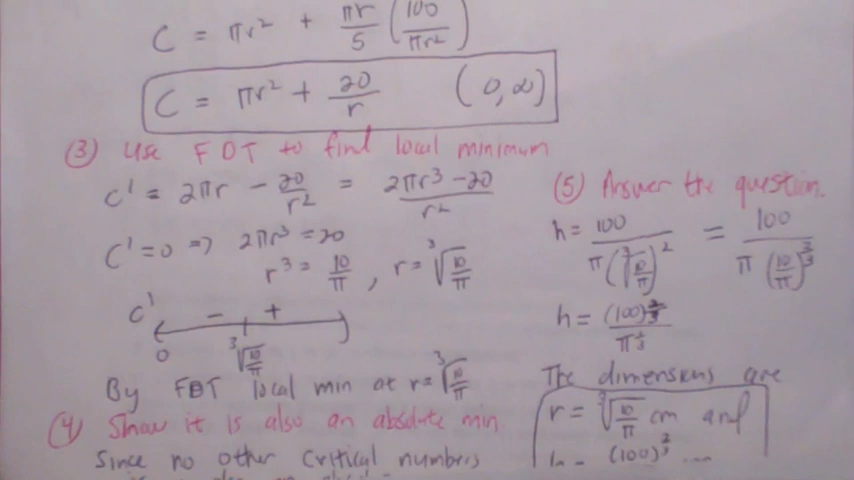 C = πr² + πr/5 (100/πr²)
C = πr² + 20/r (0,∞)
(3) Use FDT to find local minimum
C' = 2πr - 20/r² = 2πr³-20/r²
C'=0 => 2πr³ = 20
r³ = 10/π, r = ³√10/π
C' - +
0 ³√10/π
By FDT local min at r = ³√10/π
(4) Show it is also an absolute min.
Since no other critical numbers
(5) Answer the question.
h = 100/π(³√10/π)² = 100/π(10/π)
h = (100)
The dimensions are
r = ³√10/π cm and
(100)